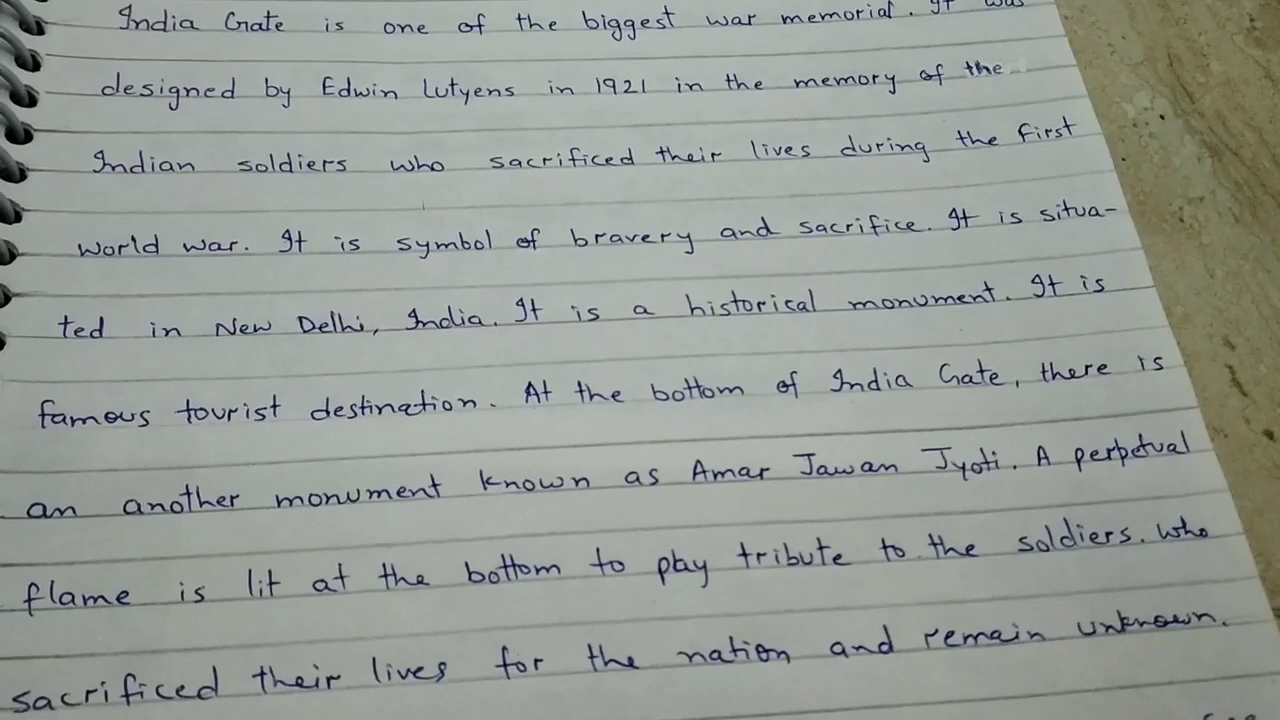 India Gate is one of the biggest war memorial. It was
designed by Edwin Lutyens in 1921 in the memory of the
Indian soldiers who sacrificed their lives during the first
world war. It is symbol of bravery and sacrifice. It is situa-
ted in New Delhi, India. It is a historical monument. It is
famous tourist destination. At the bottom of India Gate, there is
an another monument known as Amar Jawan Jyoti. A perpetual
flame is lit at the bottom to play tribute to the soldiers. who
sacrificed their lives for the nation and remain unknown.